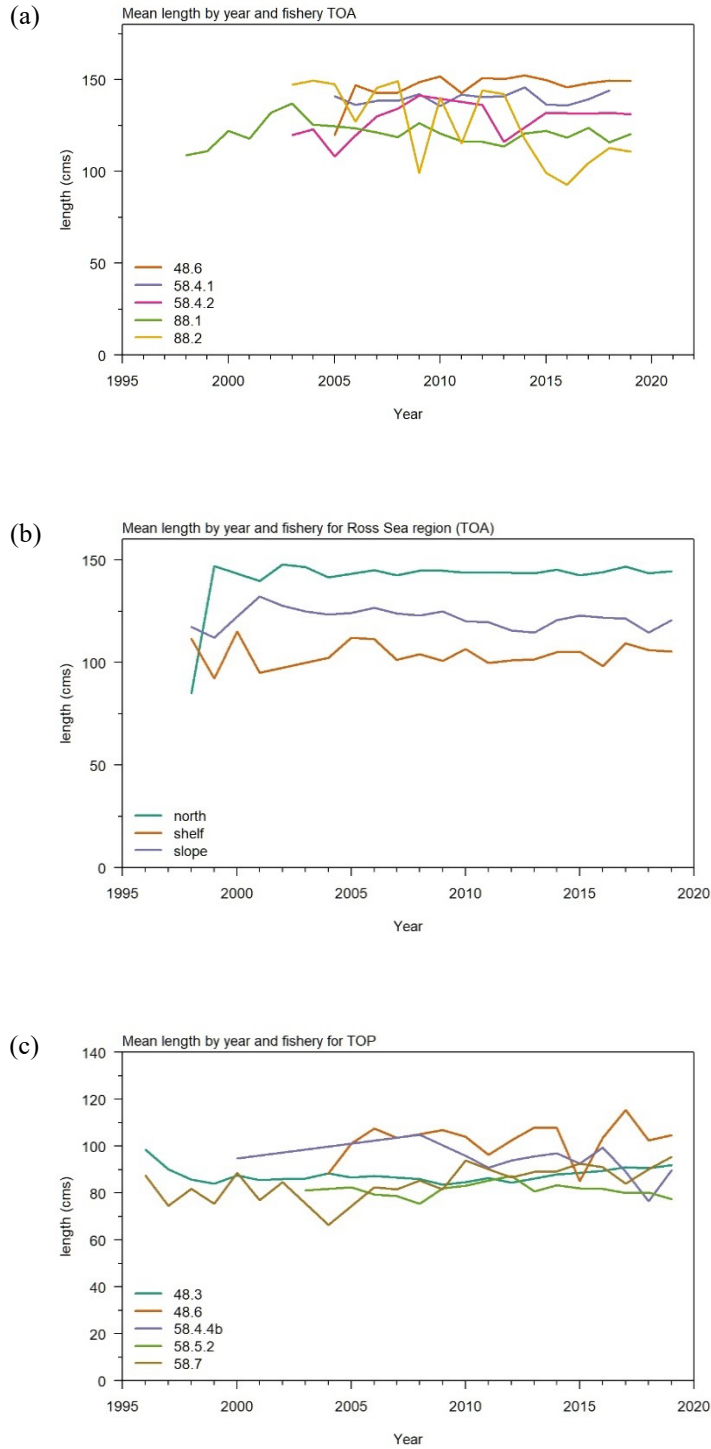 (a)
Mean length by year and fishery TOA
150
100
50
0
length (cms)
48.6
58.4.1
58.4.2
88.1
88.2
1995 2000 2005 2010 2015 2020
Year
(b)
Mean length by year and fishery for Ross Sea region (TOA)
150
100
50
0
length (cms)
north
shelf
slope
1995 2000 2005 2010 2015 2020
Year
(c)
Mean length by year and fishery for TOP
140
120
100
80
60
40
20
0
length (cms)
48.3
48.6
58.4.4b
58.5.2
58.7
1995 2000 2005 2010 2015 2020
Year